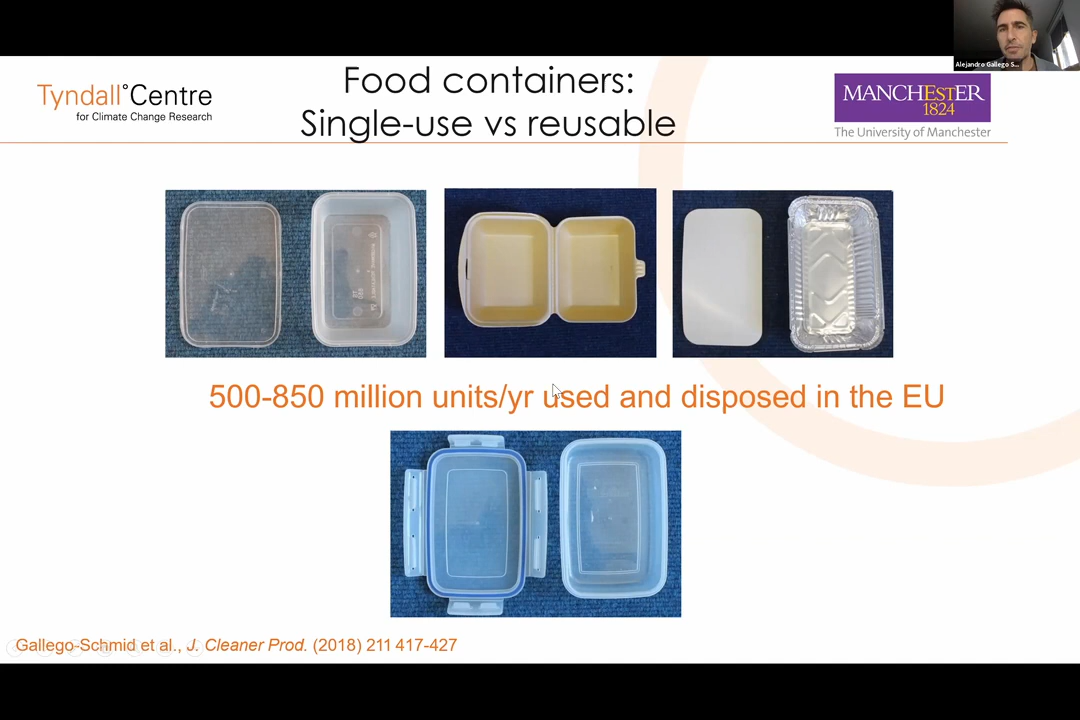 Alejandro Gallego S...
Tyndall°Centre
for Climate Change Research
Food containers:
Single-use vs reusable
MANCHESTER
1824
The University of Manchester
500-850 million units/yr used and disposed in the EU
Gallego-Schmid et al., J. Cleaner Prod. (2018) 211 417-427